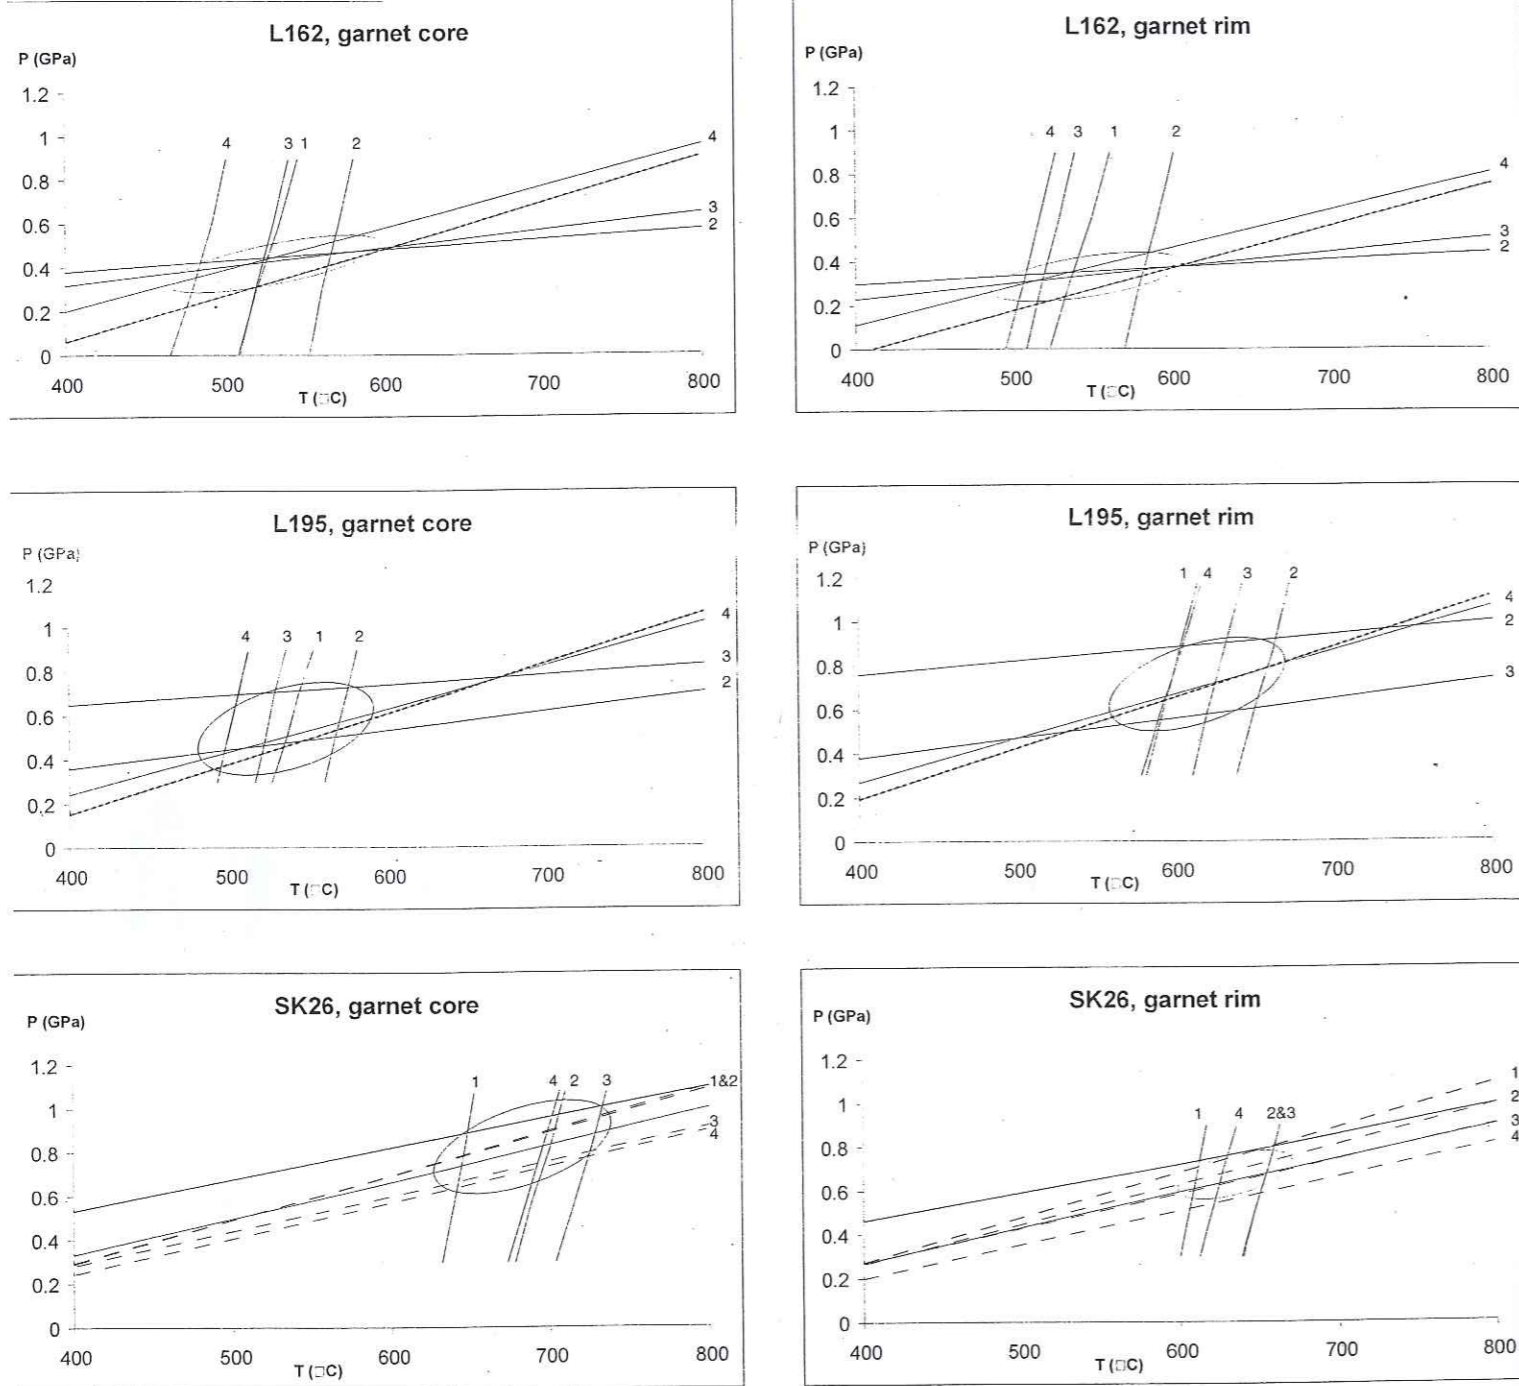 L162, garnet core
P (GPa)
1.2
1
0.8
0.6
0.4
0.2
0
4
3 1
2
4
3
2
400 500 600 700 800
T (□C)
L162, garnet rim
P (GPa)
1.2
1
0.8
0.6
0.4
0.2
0
4 3 1 2
4
3
2
400 500 600 700 800
T (□C)
L195, garnet core
P (GPa)
1.2
1
0.8
0.6
0.4
0.2
0
4 3 1 2
4
3
2
400 500 600 700 800
T (□C)
L195, garnet rim
P (GPa)
1.2
1
0.8
0.6
0.4
0.2
0
1 4 3 2
4
2
3
400 500 600 700 800
T (□C)
SK26, garnet core
P (GPa)
1.2
1
0.8
0.6
0.4
0.2
0
1 4 2 3
1&2
3
4
400 500 600 700 800
T (□C)
SK26, garnet rim
P (GPa)
1.2
1
0.8
0.6
0.4
0.2
0
1 4 2&3
1
2
3
4
400 500 600 700 800
T (□C)